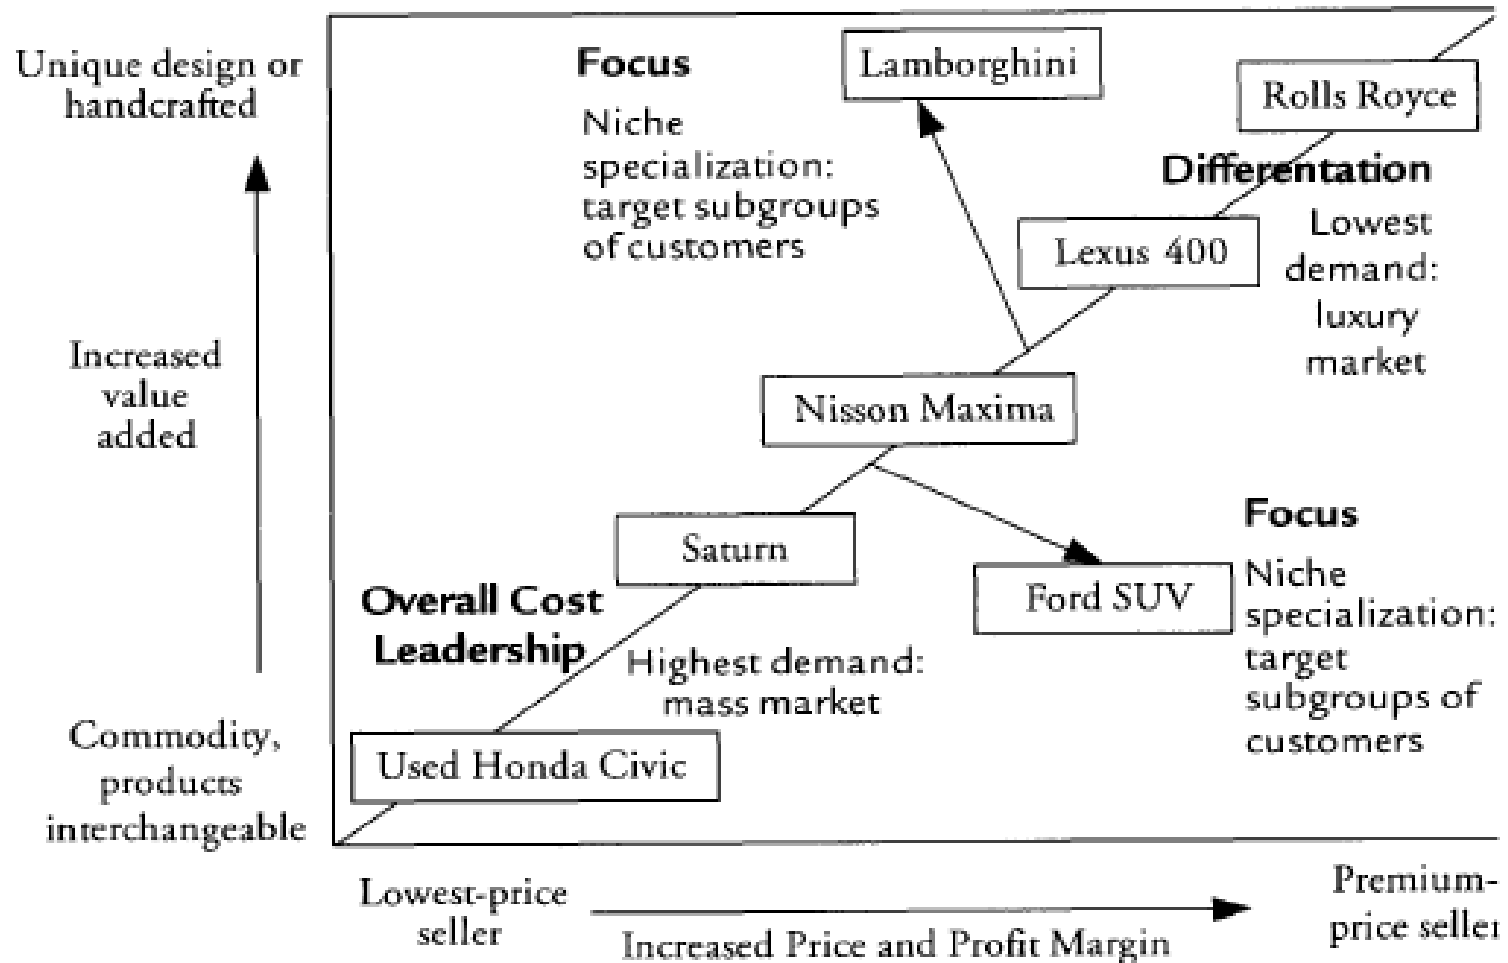 Unique design or
handcrafted
Increased
value
added
Commodity,
products
interchangeable
Focus
Niche
specialization:
target subgroups
of customers
Lamborghini
Rolls Royce
Differentation
Lowest
demand:
luxury
market
Lexus 400
Nisson Maxima
Saturn
Ford SUV
Focus
Niche
specialization:
target
subgroups of
customers
Overall Cost
Leadership
Highest demand:
mass market
Used Honda Civic
Lowest-price
seller
Increased Price and Profit Margin
Premium-
price seller